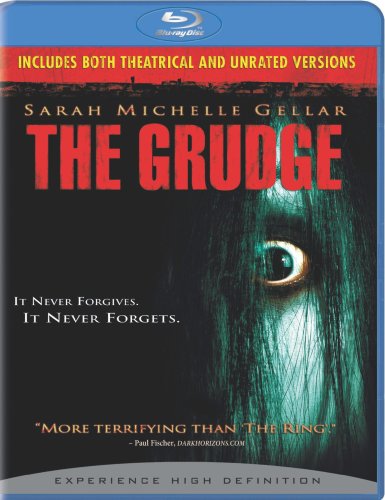 Blu-ray Disc
INCLUDES BOTH THEATRICAL AND UNRATED VERSIONS
SARAH MICHELLE GELLAR
THE GRUDGE
IT NEVER FORGIVES.
IT NEVER FORGETS.
"MORE TERRIFYING THAN 'THE RING'."
– Paul Fischer, DARKHORIZONS.COM
EXPERIENCE HIGH DEFINITION